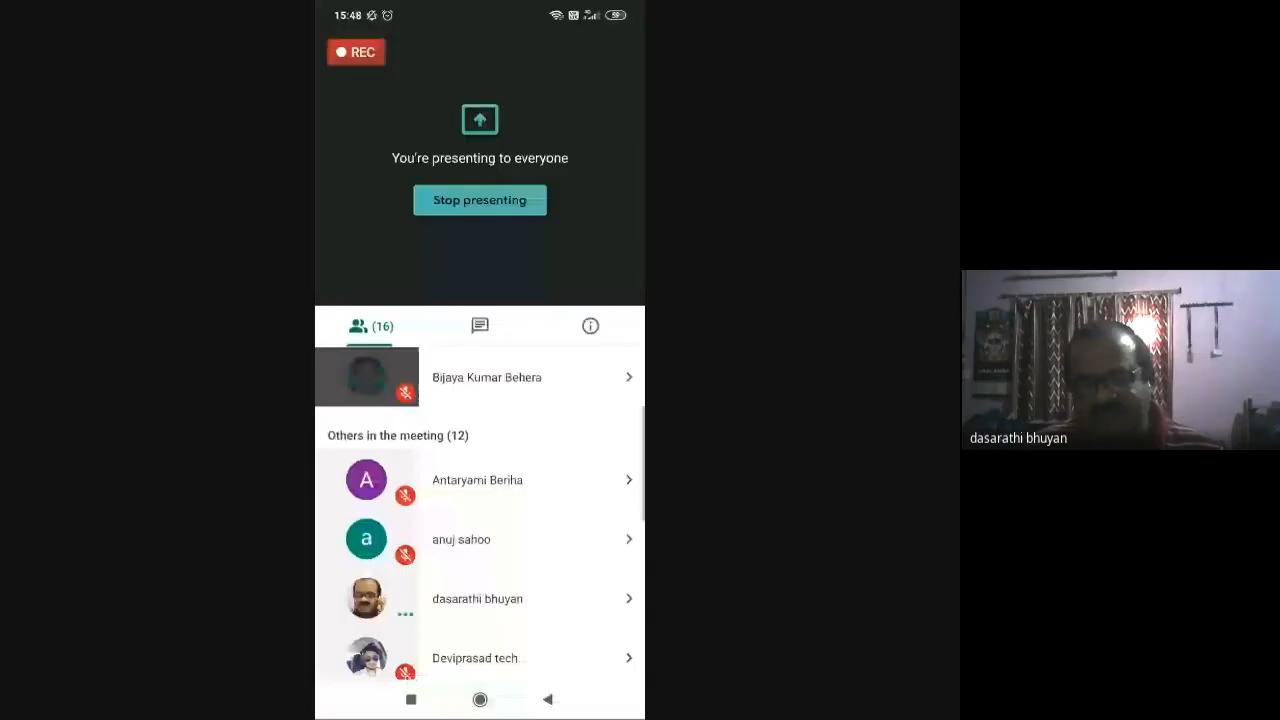 15:48
59
REC
You're presenting to everyone
Stop presenting
(16)
Bijaya Kumar Behera
Others in the meeting (12)
A
Antaryami Beriha
a
anuj sahoo
dasarathi bhuyan
Deviprasad tech...
dasarathi bhuyan